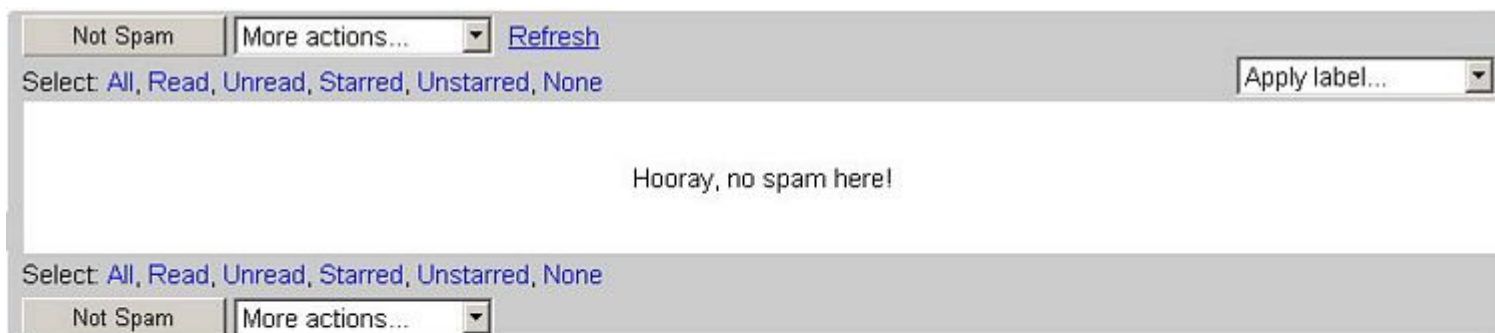 Not Spam More actions... Refresh
Select: All, Read, Unread, Starred, Unstarred, None Apply label...
Hooray, no spam here!
Select: All, Read, Unread, Starred, Unstarred, None
Not Spam More actions...